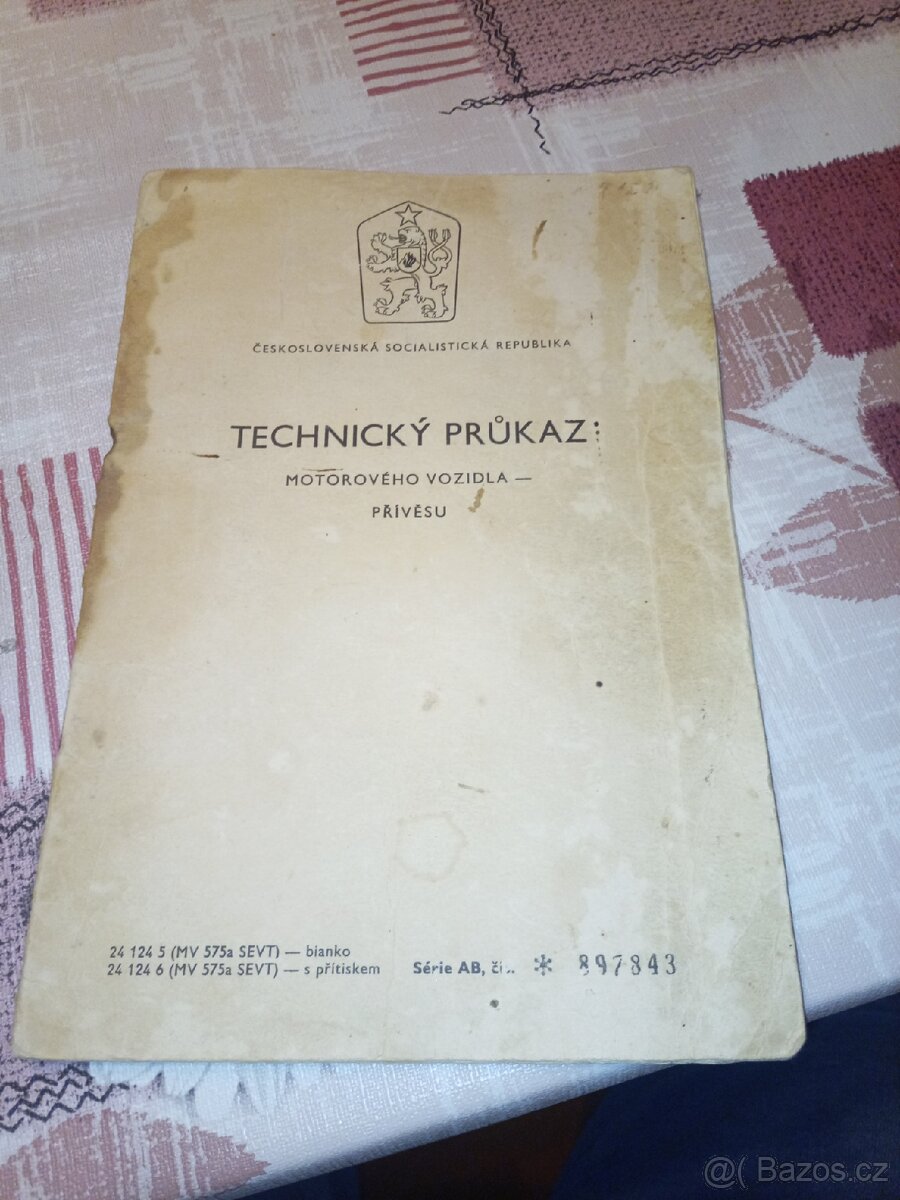 ČESKOSLOVENSKÁ SOCIALISTICKÁ REPUBLIKA
TECHNICKÝ PRŮKAZ
MOTOROVÉHO VOZIDLA —
PŘÍVĚSU
24 124 5 (MV 575a SEVT) — bianko
24 124 6 (MV 575a SEVT) — s přítiskem Série AB, čís. * 897843
@( Bazos.cz